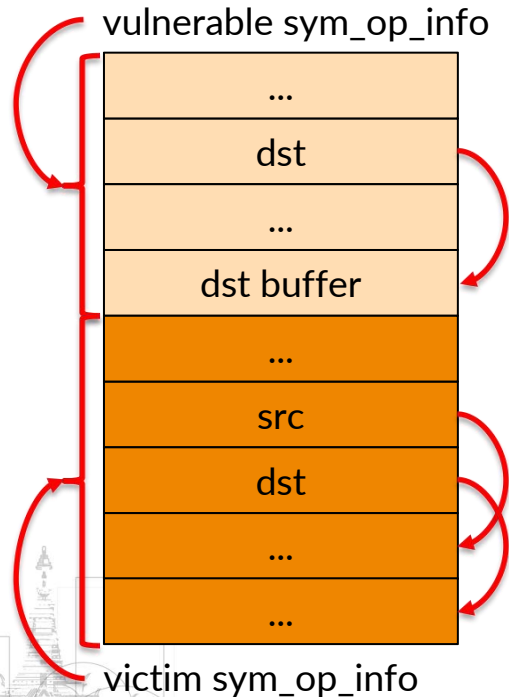 vulnerable sym_op_info
...
dst
...
dst buffer
...
src
dst
...
...
victim sym_op_info